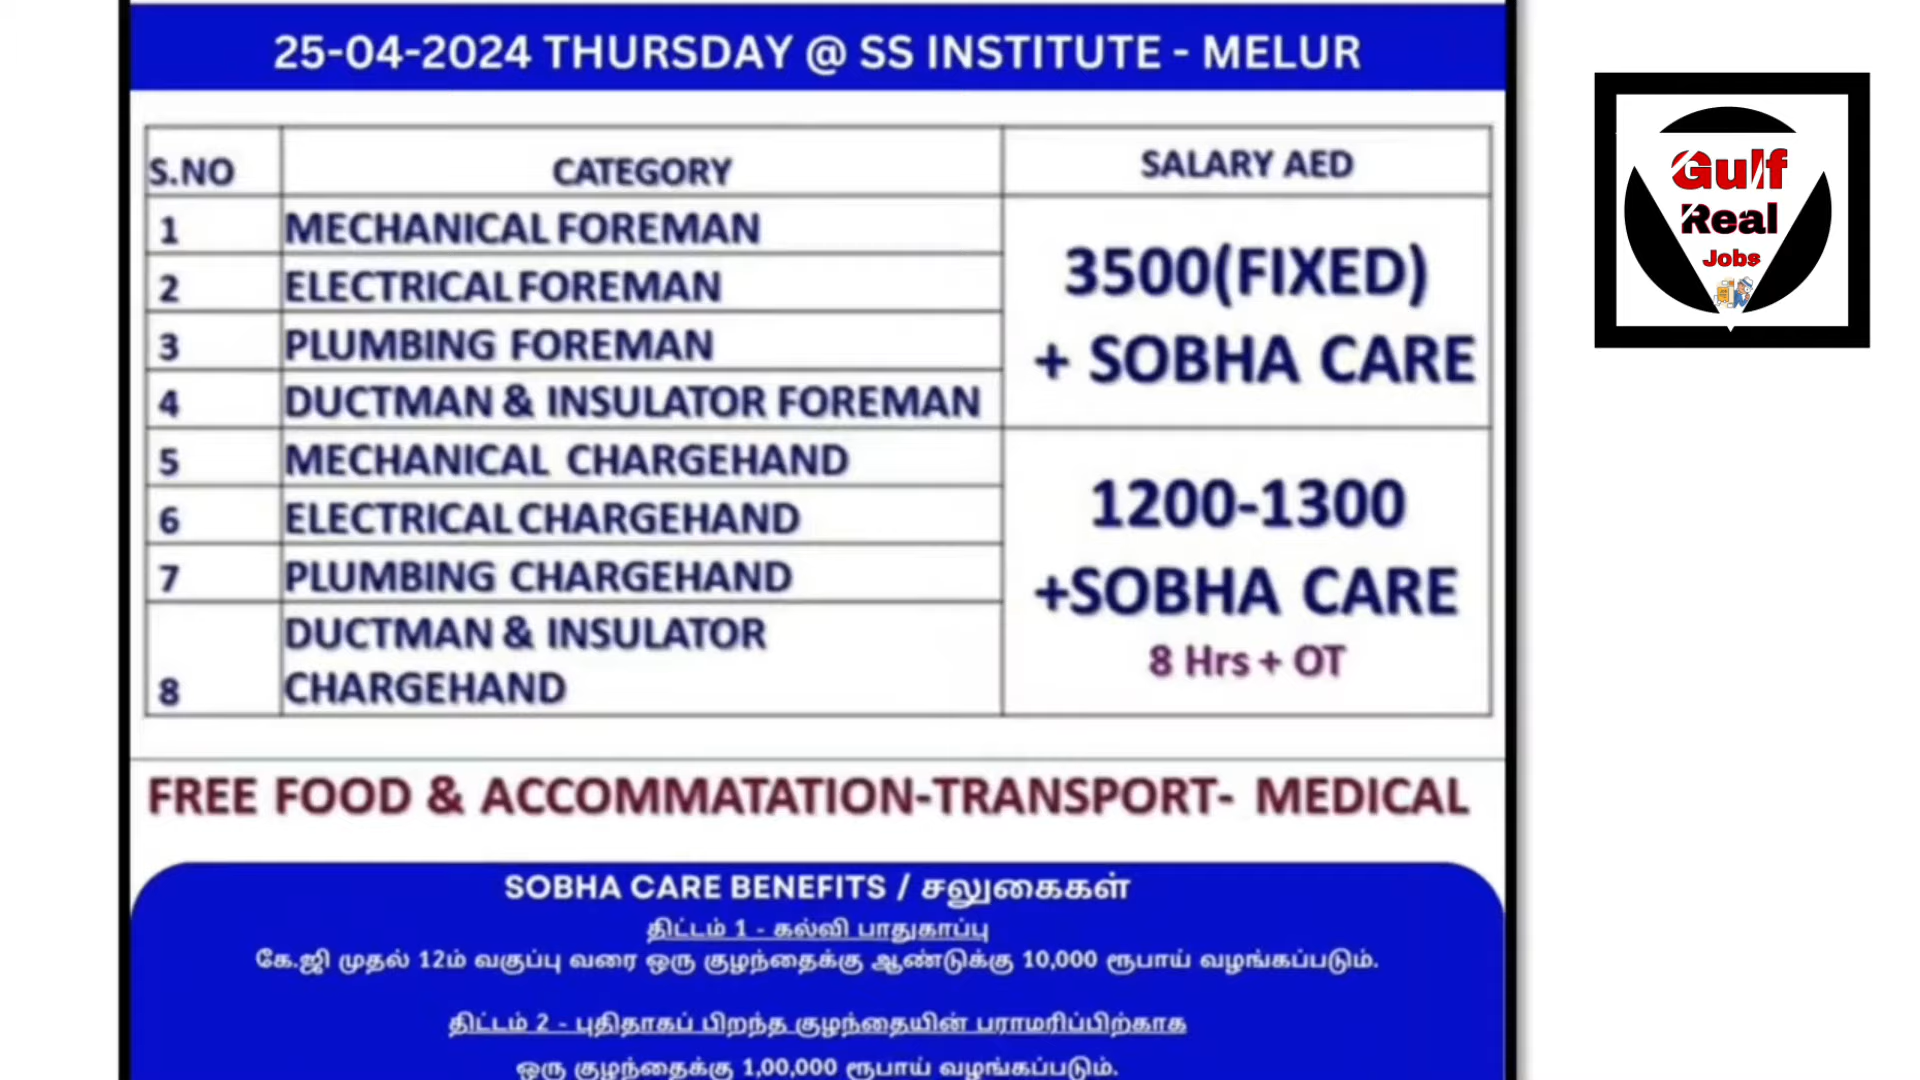 25-04-2024 THURSDAY @ SS INSTITUTE - MELUR
S.NO CATEGORY SALARY AED
1 MECHANICAL FOREMAN
2 ELECTRICAL FOREMAN
3 PLUMBING FOREMAN
4 DUCTMAN & INSULATOR FOREMAN
3500(FIXED)
+ SOBHA CARE
5 MECHANICAL CHARGEHAND
6 ELECTRICAL CHARGEHAND
7 PLUMBING CHARGEHAND
8 DUCTMAN & INSULATOR
CHARGEHAND
1200-1300
+SOBHA CARE
8 Hrs + OT
FREE FOOD & ACCOMMATATION-TRANSPORT- MEDICAL
SOBHA CARE BENEFITS / சலுகைகள்
திட்டம் 1 - கல்வி பாதுகாப்பு
கே.ஜி முதல் 12ம் வகுப்பு வரை ஒரு குழந்தைக்கு ஆண்டுக்கு 10,000 ரூபாய் வழங்கப்படும்.
திட்டம் 2 - புதிதாகப் பிறந்த குழந்தையின் பராமரிப்பிற்காக
ஒரு குழந்தைக்கு 1,00,000 ரூபாய் வழங்கப்படும்.
Gulf
Real
Jobs